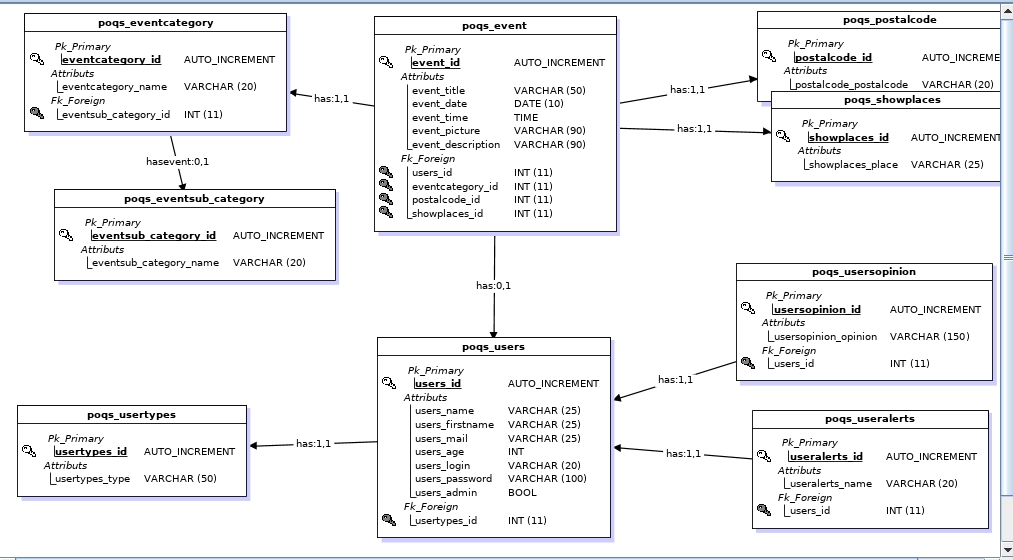 poqs_eventcategory
Pk_Primary
eventcategory_id AUTO_INCREMENT
Attributs
eventcategory_name VARCHAR (20)
Fk_Foreign
eventsub_category_id INT (11)
has:1,1
hasevent:0,1
poqs_eventsub_category
Pk_Primary
eventsub_category_id AUTO_INCREMENT
Attributs
eventsub_category_name VARCHAR (20)
poqs_event
Pk_Primary
event_id AUTO_INCREMENT
Attributs
event_title VARCHAR (50)
event_date DATE (10)
event_time TIME
event_picture VARCHAR (90)
event_description VARCHAR (90)
Fk_Foreign
users_id INT (11)
eventcategory_id INT (11)
postalcode_id INT (11)
showplaces_id INT (11)
has:1,1
has:1,1
poqs_postalcode
Pk_Primary
postalcode_id AUTO_INCREME
Attributs
postalcode_postalcode VARCHAR (20)
poqs_showplaces
Pk_Primary
showplaces_id AUTO_INCREMENT
Attributs
showplaces_place VARCHAR (25)
has:0,1
poqs_users
Pk_Primary
users_id AUTO_INCREMENT
Attributs
users_name VARCHAR (25)
users_firstname VARCHAR (25)
users_mail VARCHAR (25)
users_age INT
users_login VARCHAR (20)
users_password VARCHAR (100)
users_admin BOOL
Fk_Foreign
usertypes_id INT (11)
has:1,1
poqs_usertypes
Pk_Primary
usertypes_id AUTO_INCREMENT
Attributs
usertypes_type VARCHAR (50)
poqs_usersopinion
Pk_Primary
usersopinion_id AUTO_INCREMENT
Attributs
usersopinion_opinion VARCHAR (150)
Fk_Foreign
users_id INT (11)
has:1,1
poqs_useralerts
Pk_Primary
useralerts_id AUTO_INCREMENT
Attributs
useralerts_name VARCHAR (20)
Fk_Foreign
users_id INT (11)
has:1,1